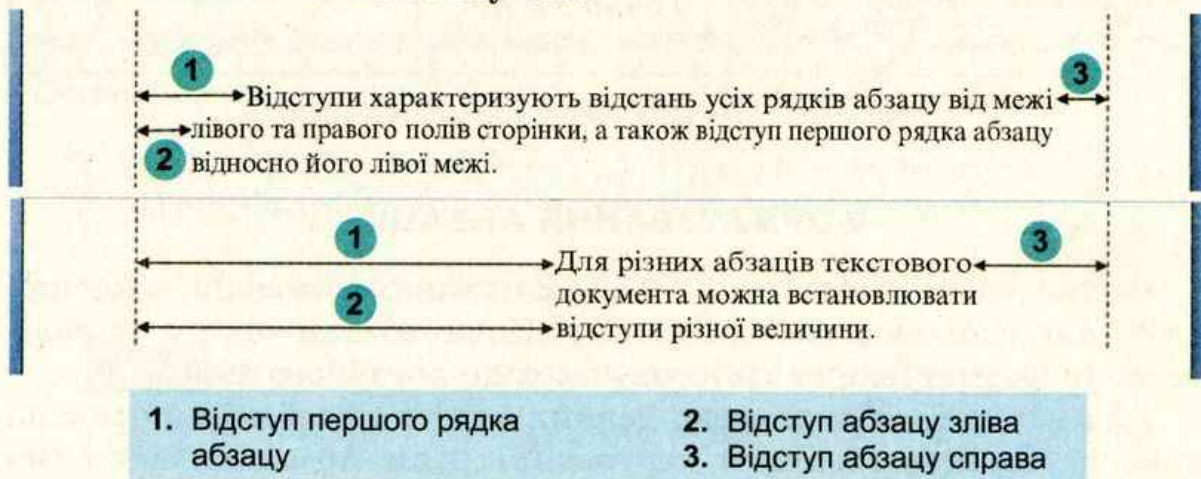 1
3
Відступи характеризують відстань усіх рядків абзацу від межі
лівого та правого полів сторінки, а також відступ першого рядка абзацу
2 відносно його лівої межі.
1
3
Для різних абзаців текстового
2
документа можна встановлювати
відступи різної величини.
1. Відступ першого рядка
абзацу
2. Відступ абзацу зліва
3. Відступ абзацу справа